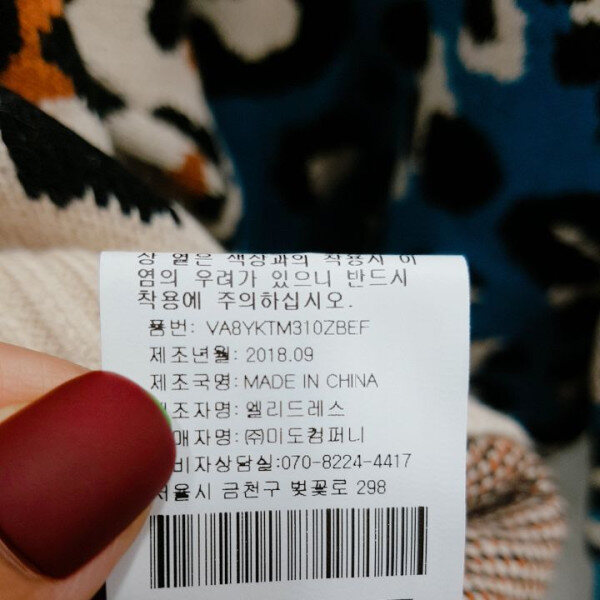 상 옅은 색상과의 착용시 이
염의 우려가 있으니 반드시
착용에 주의하십시오.
품번: VA8YKTM310ZBEF
제조년월: 2018.09
제조국명: MADE IN CHINA
조자명: 엘리드레스
매자명: ㈜미도컴퍼니
비자상담실:070-8224-4417
서울시 금천구 벚꽃로 298